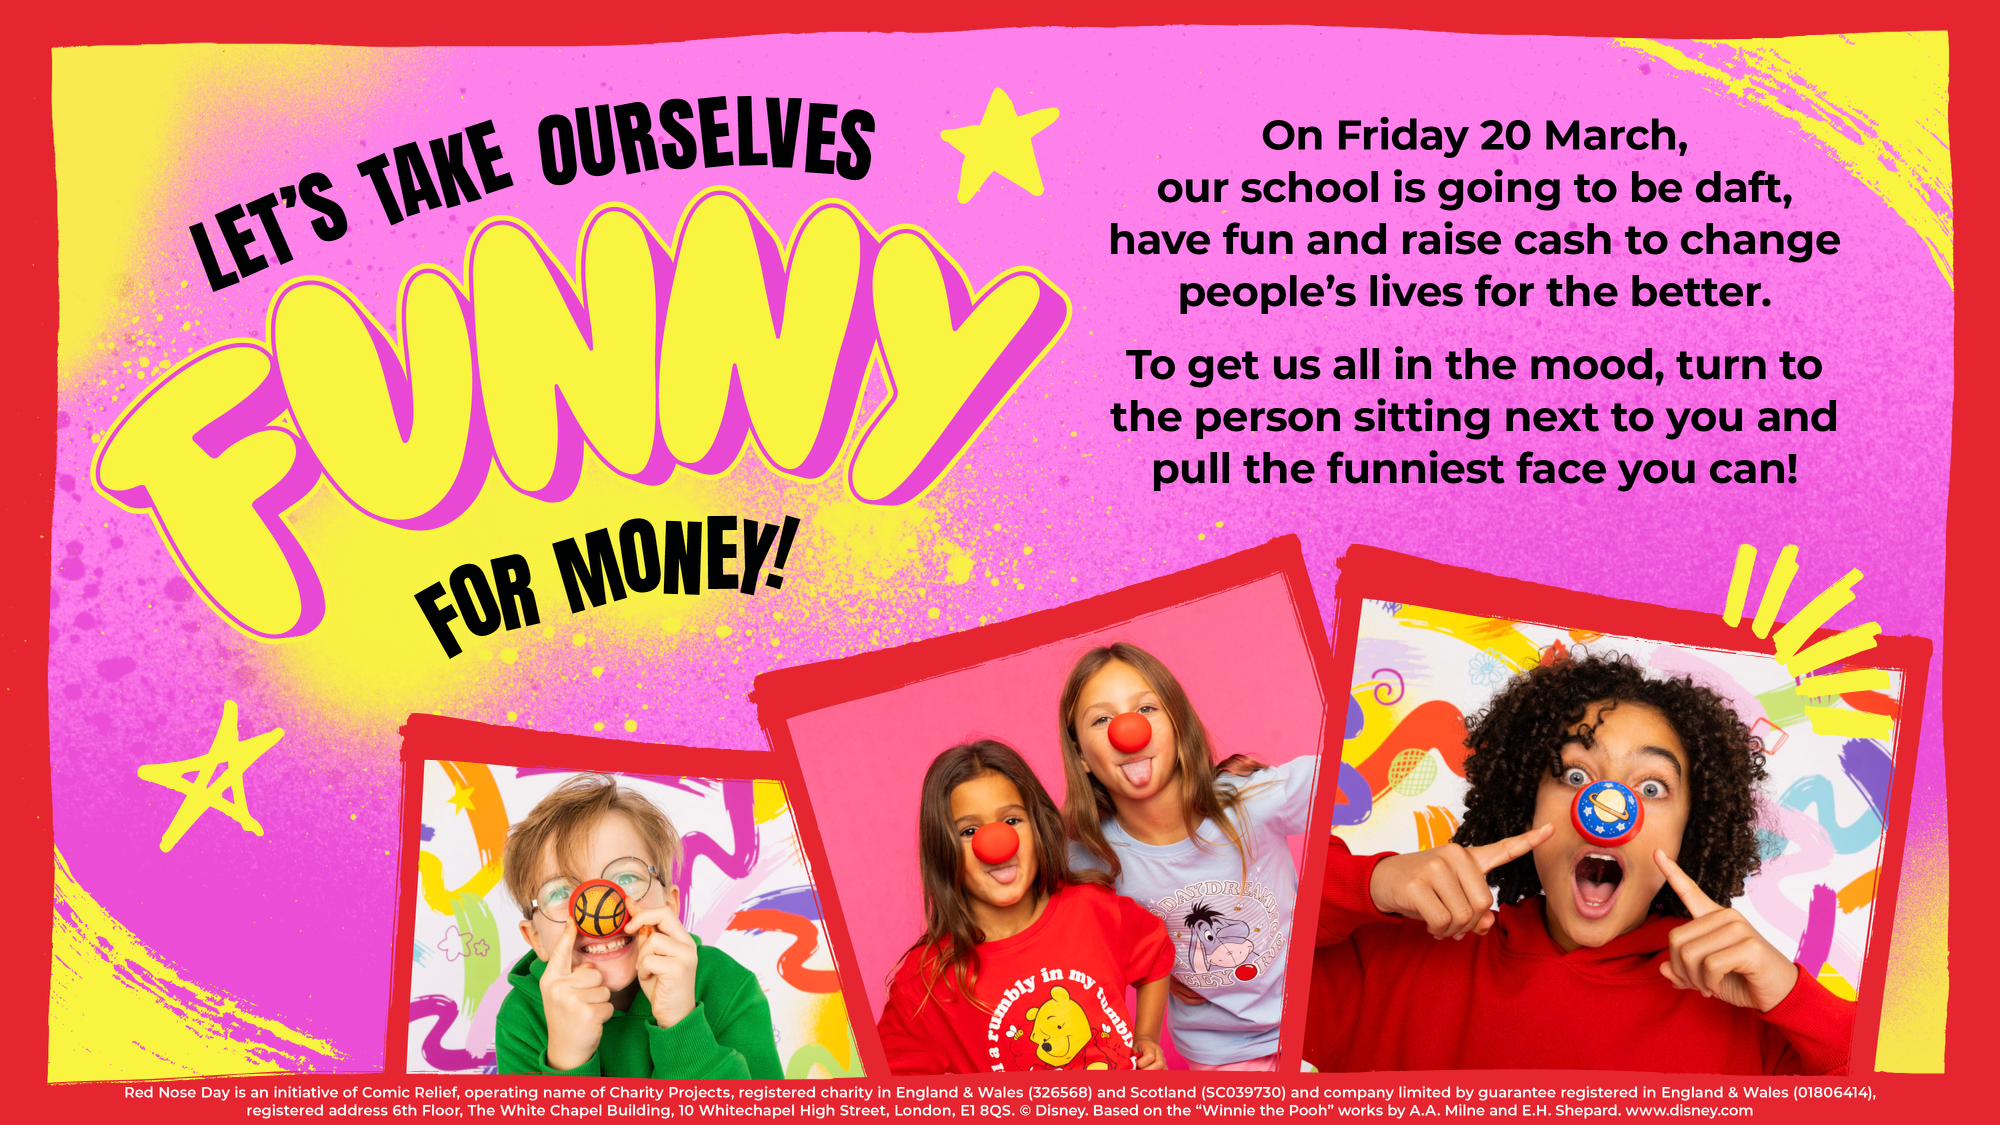 LET'S TAKE OURSELVES
FUNNY
FOR MONEY!
On Friday 20 March,
our school is going to be daft,
have fun and raise cash to change
people's lives for the better.
To get us all in the mood, turn to
the person sitting next to you and
pull the funniest face you can!
a rumbly in my tumbly
DAYDREAMING
Red Nose Day is an initiative of Comic Relief, operating name of Charity Projects, registered charity in England & Wales (326568) and Scotland (SC039730) and company limited by guarantee registered in England & Wales (01806414),
registered address 6th Floor, The White Chapel Building, 10 Whitechapel High Street, London, E1 8QS. © Disney. Based on the “Winnie the Pooh” works by A.A. Milne and E.H. Shepard. www.disney.com